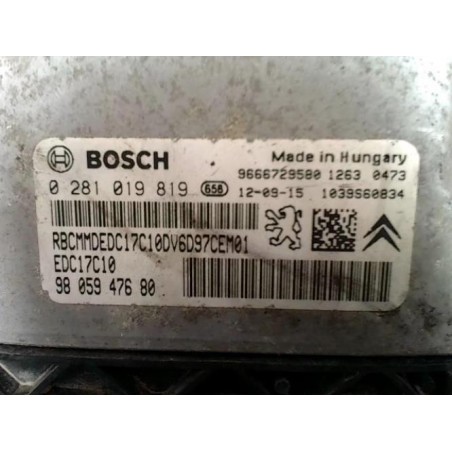 BOSCH
Made in Hungary
9666729580 1263 0473
0 281 019 819 658 12-09-15 1039S60834
RBCMMDEDC17C10DV6D97CEM01
EDC17C10
98 059 476 80